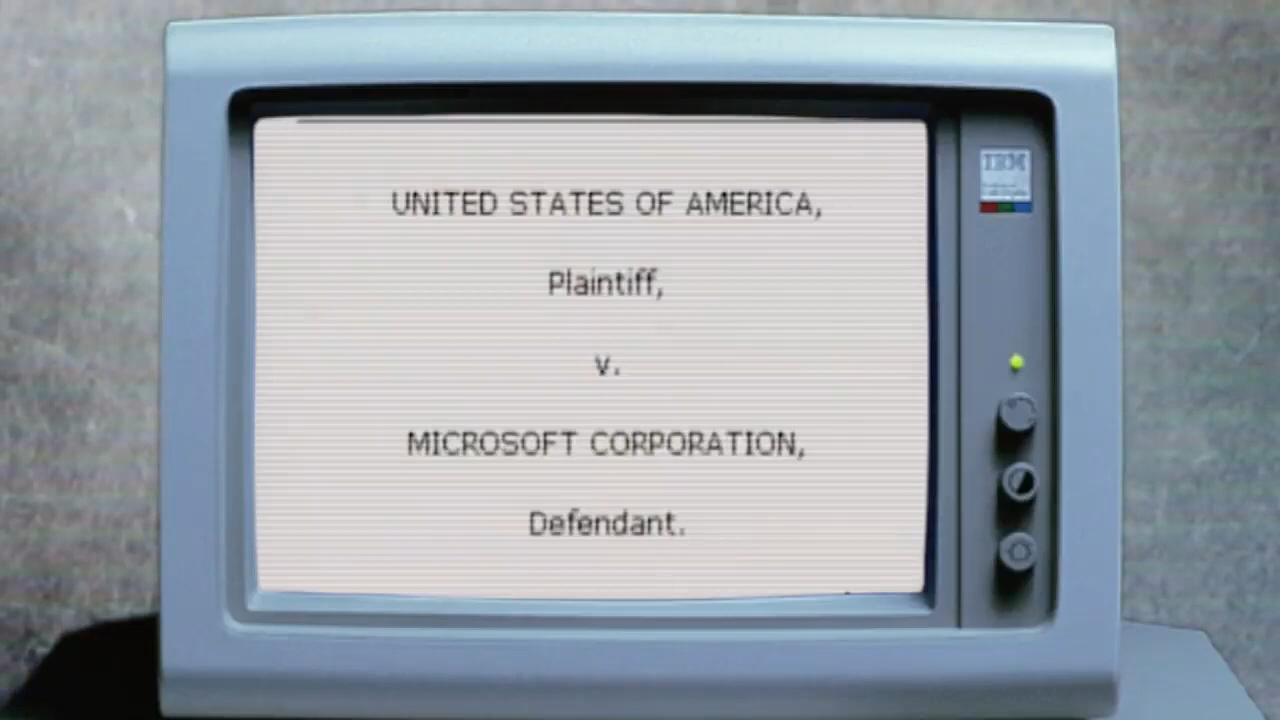 UNITED STATES OF AMERICA,
Plaintiff,
v.
MICROSOFT CORPORATION,
Defendant.
IBM